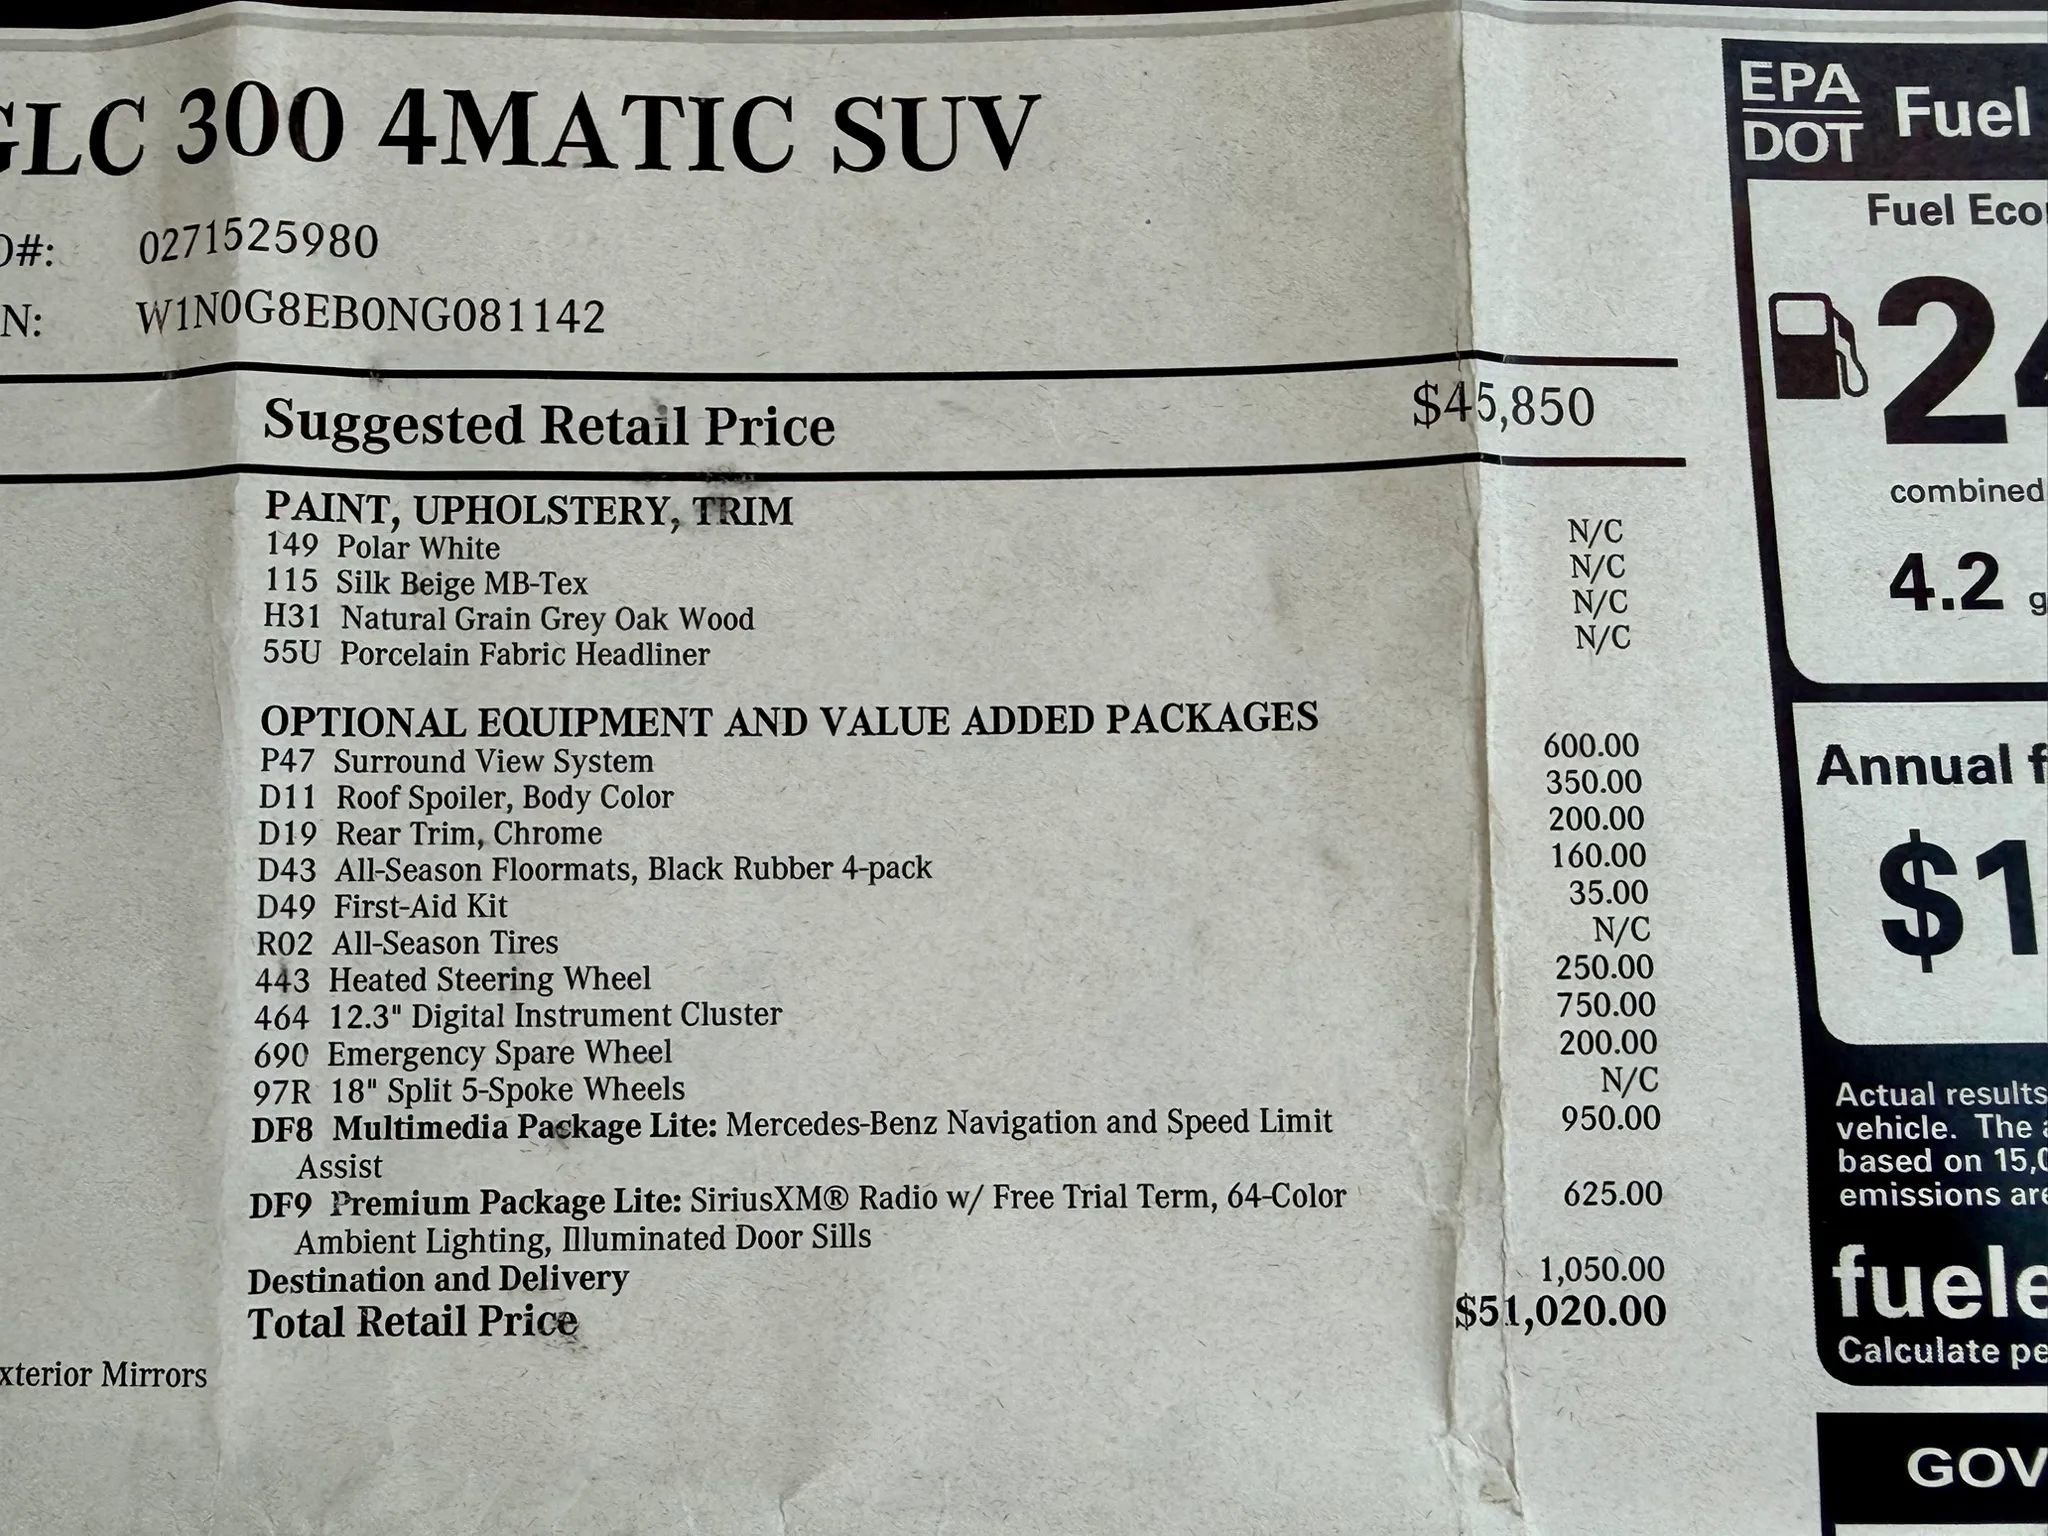 GLC 300 4MATIC SUV
0271525980
W1N0G8EB0NG081142
Suggested Retail Price $45,850
PAINT, UPHOLSTERY, TRIM
149 Polar White N/C
115 Silk Beige MB-Tex N/C
H31 Natural Grain Grey Oak Wood N/C
55U Porcelain Fabric Headliner N/C
OPTIONAL EQUIPMENT AND VALUE ADDED PACKAGES
P47 Surround View System 600.00
D11 Roof Spoiler, Body Color 350.00
D19 Rear Trim, Chrome 200.00
D43 All-Season Floormats, Black Rubber 4-pack 160.00
D49 First-Aid Kit 35.00
R02 All-Season Tires N/C
443 Heated Steering Wheel 250.00
464 12.3" Digital Instrument Cluster 750.00
690 Emergency Spare Wheel 200.00
97R 18" Split 5-Spoke Wheels N/C
DF8 Multimedia Package Lite: Mercedes-Benz Navigation and Speed Limit 950.00
Assist
DF9 Premium Package Lite: SiriusXM® Radio w/ Free Trial Term, 64-Color 625.00
Ambient Lighting, Illuminated Door Sills
Destination and Delivery 1,050.00
Total Retail Price $51,020.00
xterior Mirrors
EPA
DOT
Fuel
Fuel Eco
24
combined
4.2 g
Annual f
$1
Actual results
vehicle. The
based on 15,0
emissions are
fuele
Calculate pe
GOV